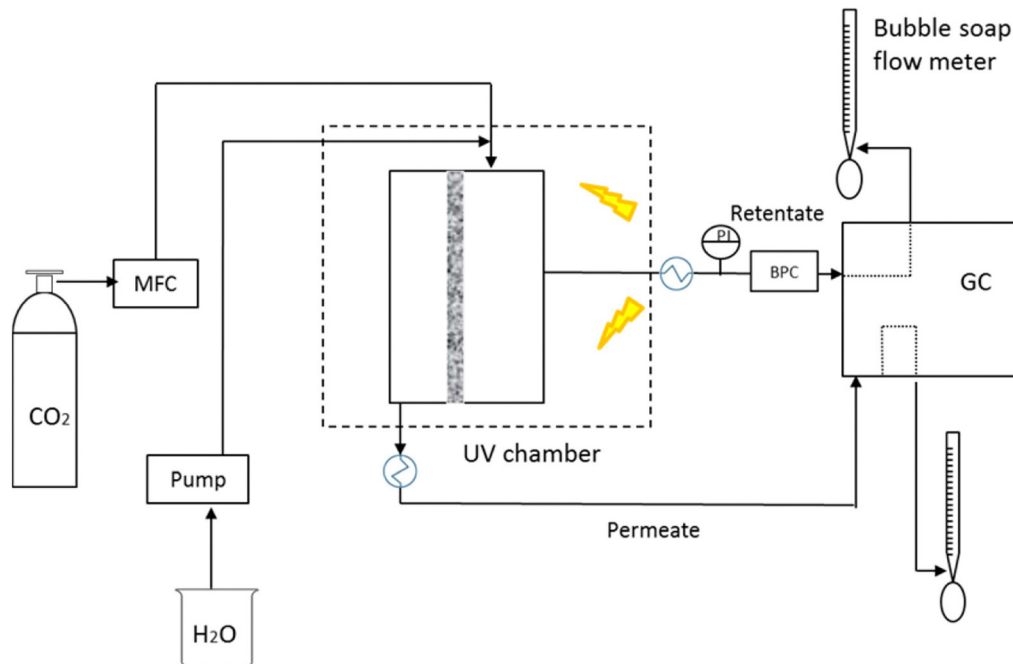 Bubble soap
flow meter
Retentate
PI
MFC
BPC
GC
CO2
UV chamber
Pump
Permeate
H2O